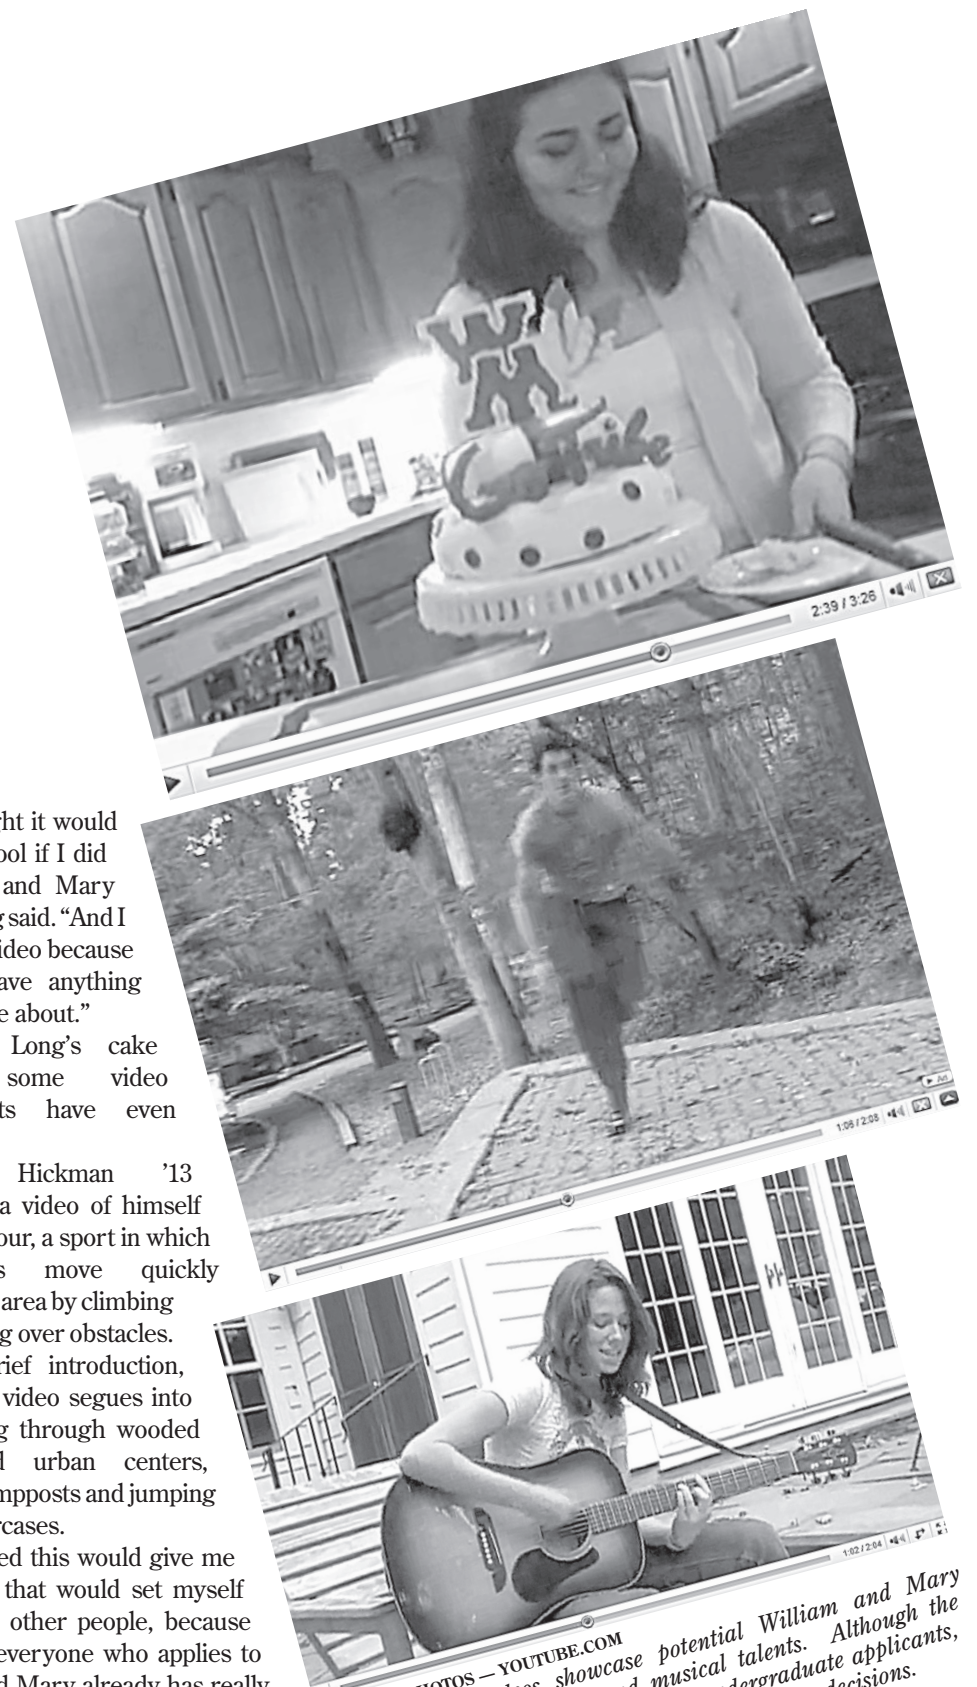 W
M
2:39 / 3:26
ght it would
ool if I did
and Mary
g said. “And I
ideo because
ave anything
e about.”
Long’s cake
some video
ts have even
Hickman ’13
a video of himself
our, a sport in which
s move quickly
area by climbing
g over obstacles.
rief introduction,
video segues into
g through wooded
d urban centers,
mpposts and jumping
rcases.
ed this would give me
that would set myself
other people, because
everyone who applies to
d Mary already has really
1:06 / 2:08
1:02 / 2:04
HOTOS — YOUTUBE.COM
showcase potential William and Mary
musical talents. Although the
dergraduate applicants,
decisions.